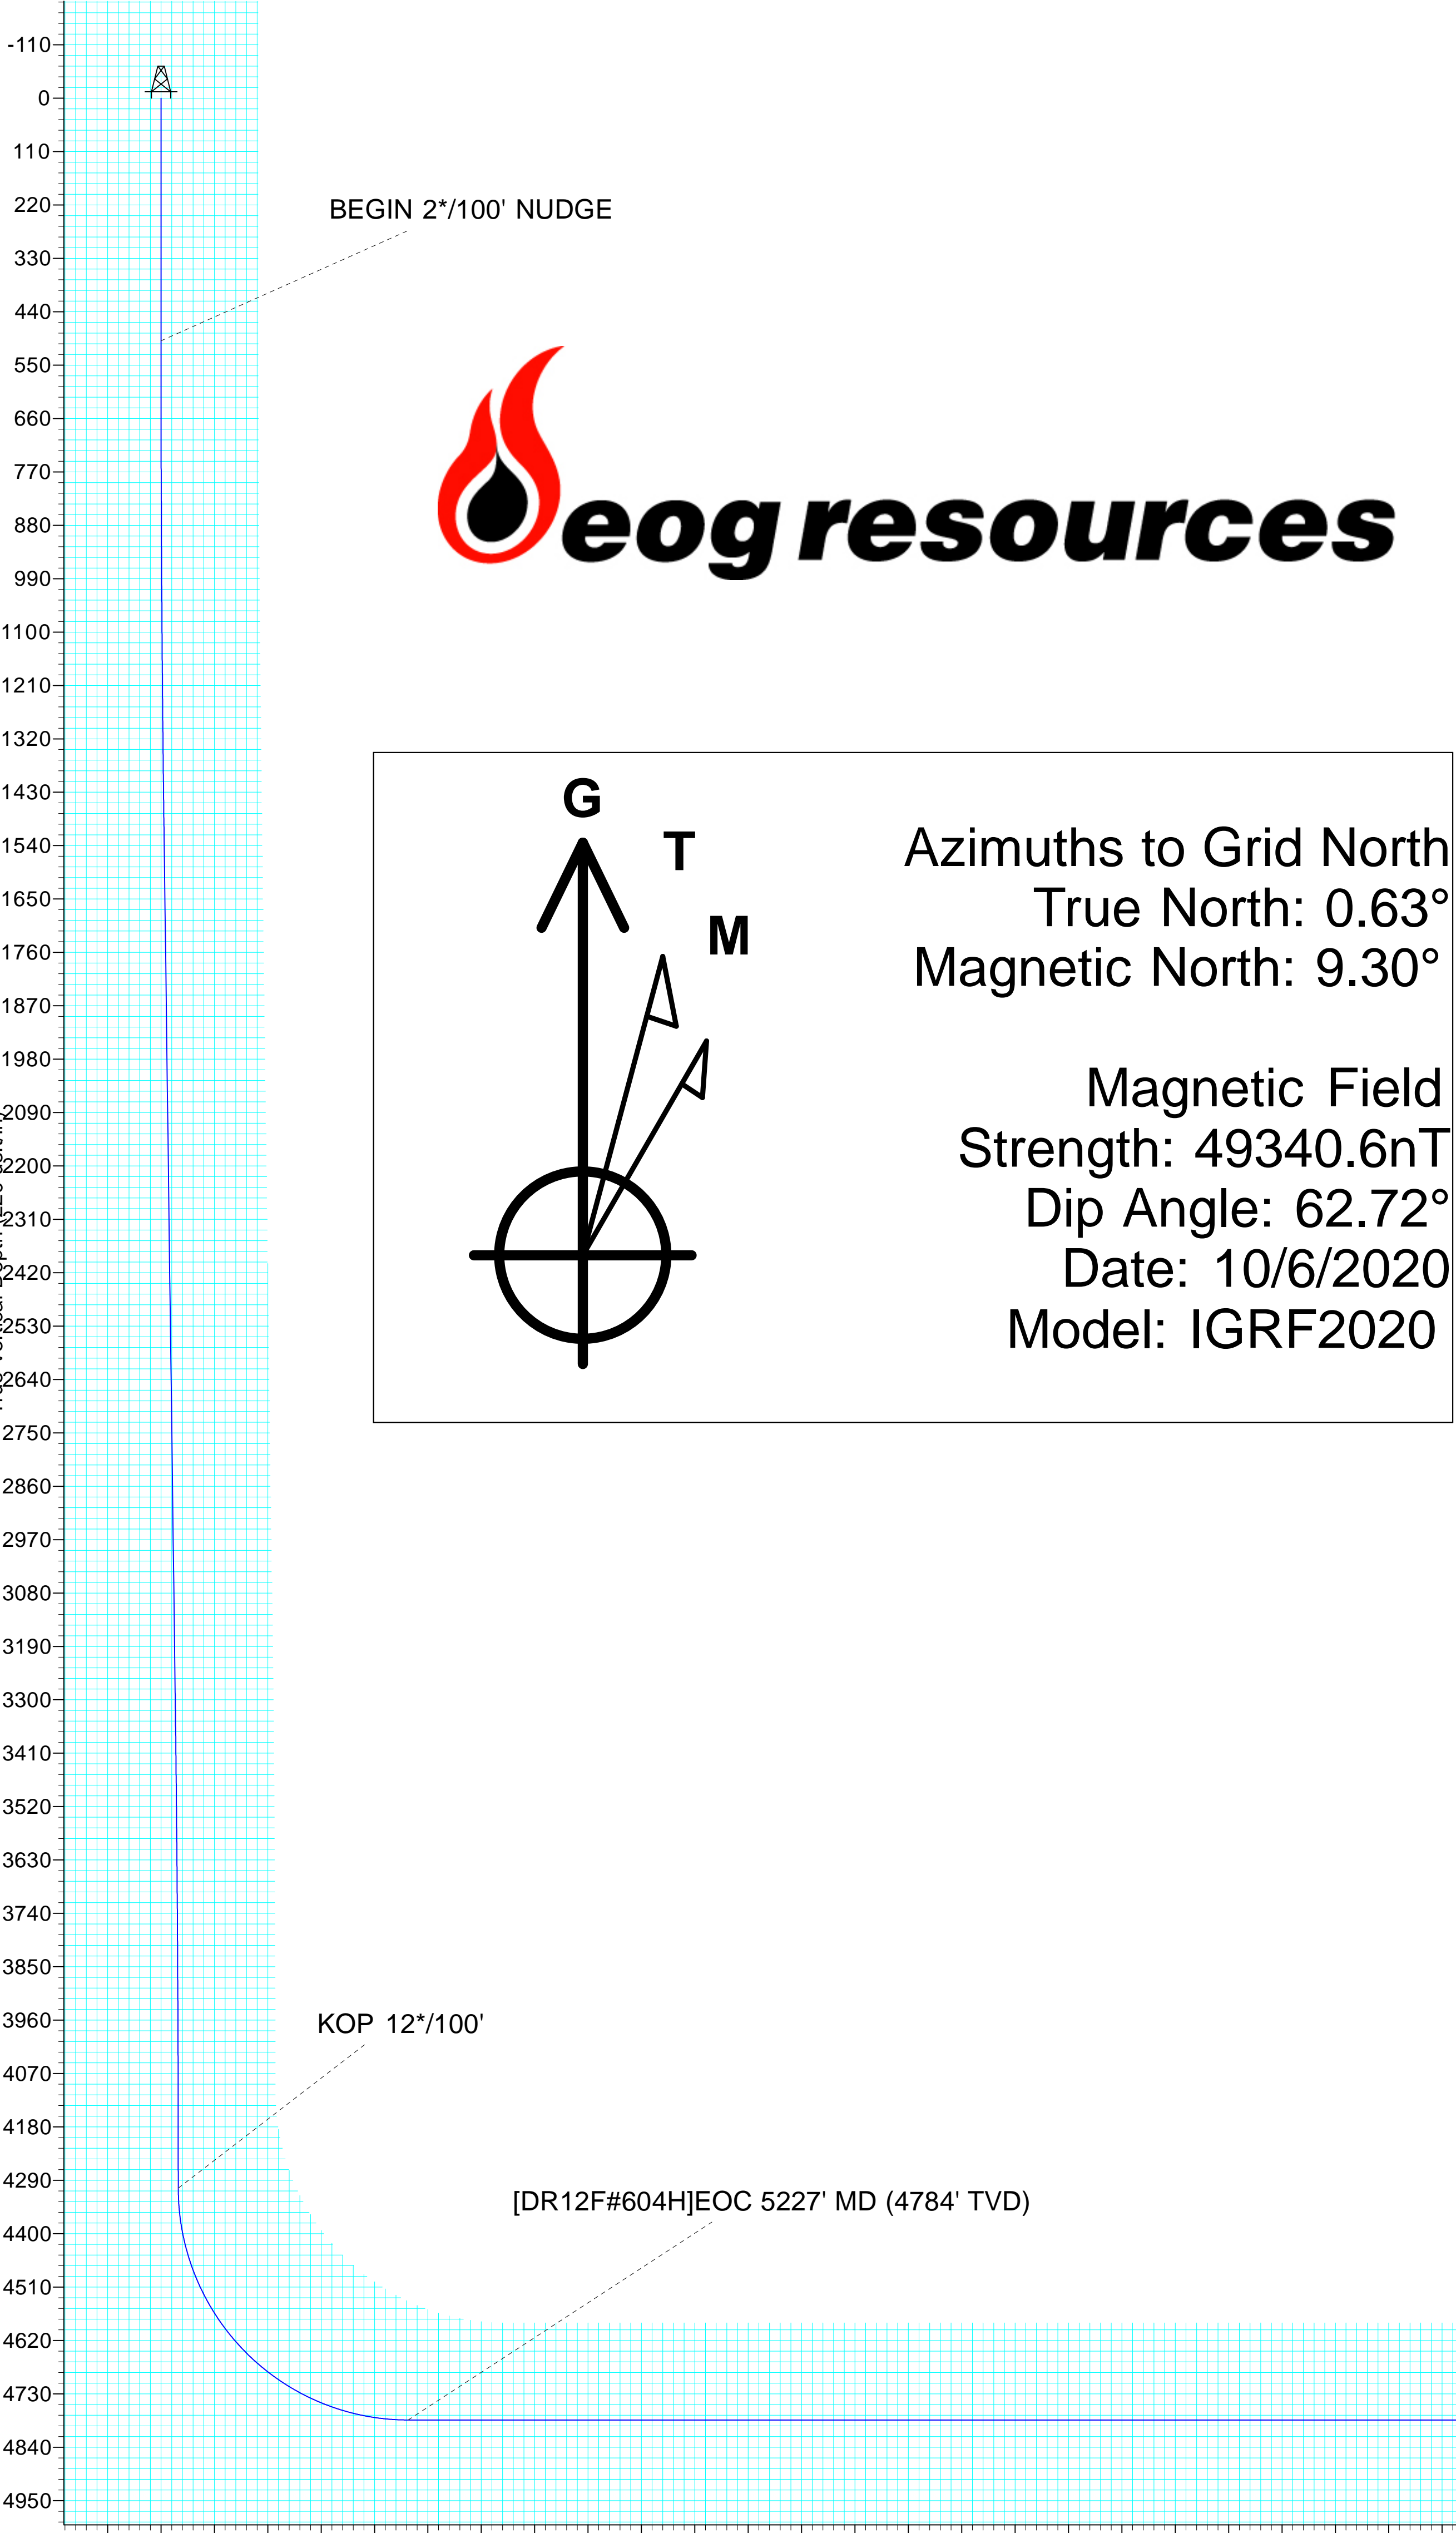 -110
0
110
BEGIN 2*/100' NUDGE
220
330
440
550
660
770
880
eog resources
990
1100
1210
1320
1430
1540
1650
1760
1870
1980
2090
2200
2310
2420
2530
2640
2750
2860
2970
3080
3190
3300
3410
3520
3630
3740
3850
3960
4070
4180
4290
4400
4510
4620
4730
4840
4950
True Vertical Depth
G
T
M
Azimuths to Grid North
True North: 0.63°
Magnetic North: 9.30°
Magnetic Field
Strength: 49340.6nT
Dip Angle: 62.72°
Date: 10/6/2020
Model: IGRF2020
KOP 12*/100'
[DR12F#604H]EOC 5227' MD (4784' TVD)